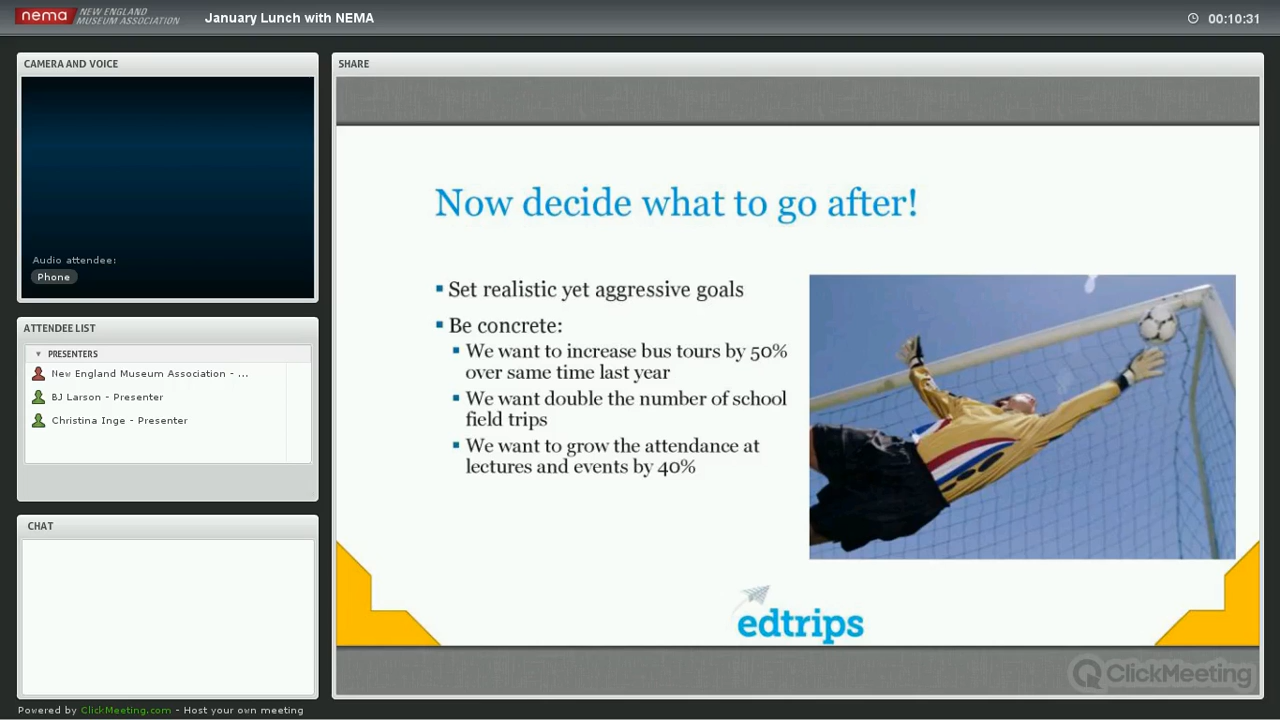 nema NEW ENGLAND
MUSEUM ASSOCIATION
January Lunch with NEMA
00:10:31
CAMERA AND VOICE
Audio attendee:
Phone
ATTENDEE LIST
PRESENTERS
New England Museum Association - ...
BJ Larson - Presenter
Christina Inge - Presenter
CHAT
SHARE
Now decide what to go after!
Set realistic yet aggressive goals
Be concrete:
We want to increase bus tours by 50%
over same time last year
We want double the number of school
field trips
We want to grow the attendance at
lectures and events by 40%
edtrips
ClickMeeting
Powered by ClickMeeting.com - Host your own meeting